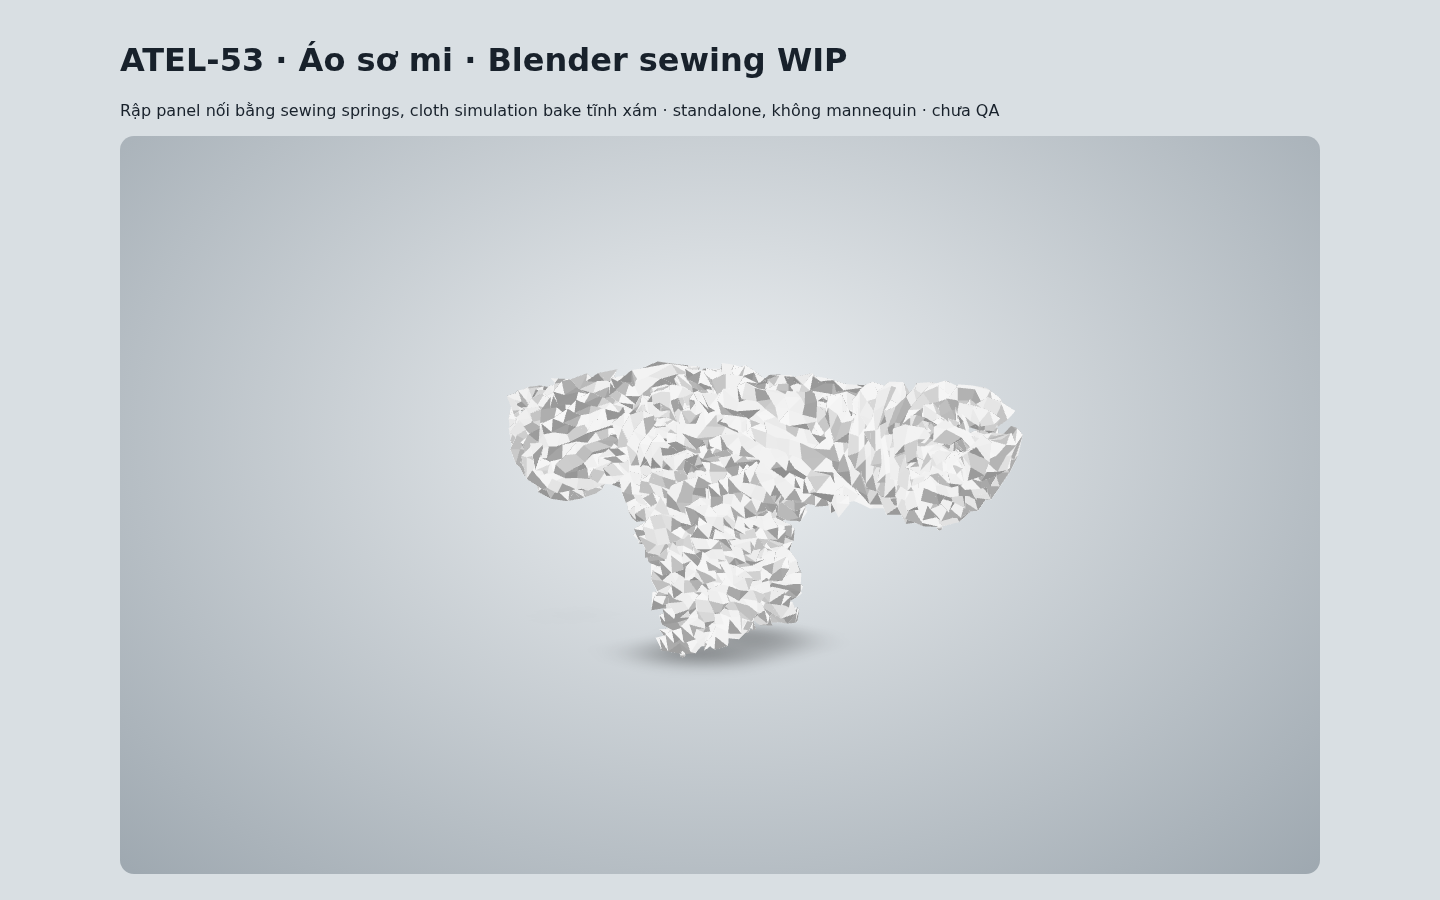 ATEL-53 · Áo sơ mi · Blender sewing WIP
Rập panel nối bằng sewing springs, cloth simulation bake tĩnh xám · standalone, không mannequin · chưa QA